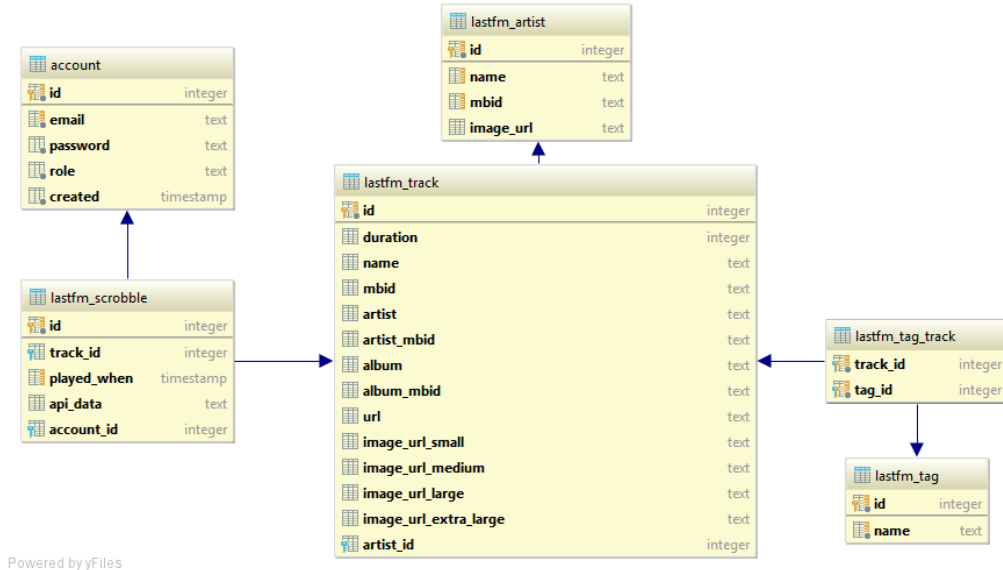 lastfm_artist
id integer
name text
mbid text
image_url text
account
id integer
email text
password text
role text
created timestamp
lastfm_track
id integer
duration integer
name text
mbid text
artist text
artist_mbid text
album text
album_mbid text
url text
image_url_small text
image_url_medium text
image_url_large text
image_url_extra_large text
artist_id integer
lastfm_scrobble
id integer
track_id integer
played_when timestamp
api_data text
account_id integer
lastfm_tag_track
track_id integer
tag_id integer
lastfm_tag
id integer
name text
Powered by yFiles